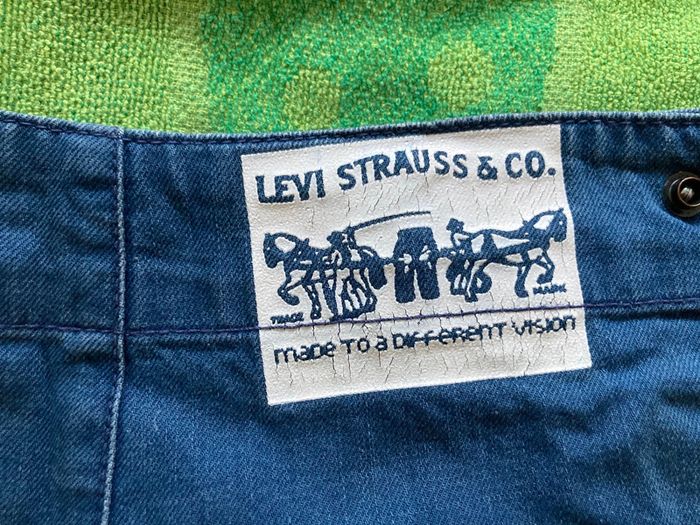 LEVI STRAUSS & CO.
TRADE MARK
maDe TO a DIFFERENT VISION